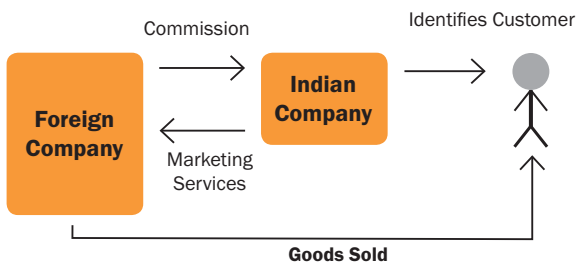 Commission
Identifies Customer
Foreign
Company
Indian
Company
Marketing
Services
Goods Sold